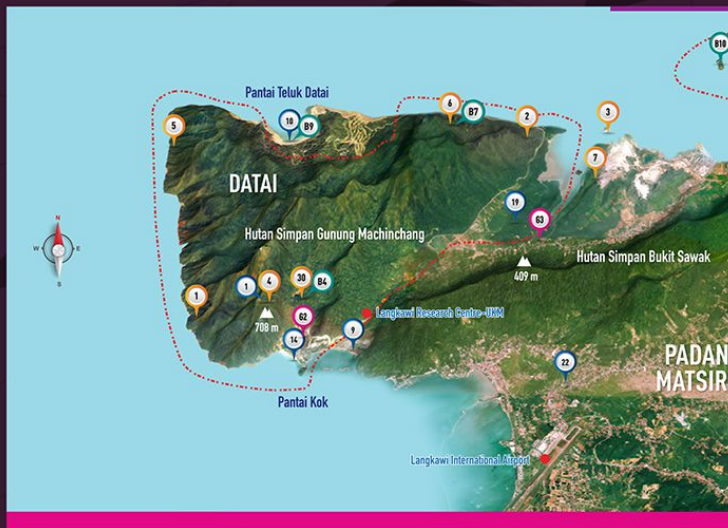 B10
Pantai Teluk Datai
5
10
B9
6
B7
2
3
7
DATAI
19
G3
Hutan Simpan Gunung Machinchang
Hutan Simpan Bukit Sawak
409 m
N
W
E
S
1
1
4
30
B4
708 m
G2
14
9
Langkawi Research Centre-UKM
22
PADAN
MATSIR
Pantai Kok
Langkawi International Airport